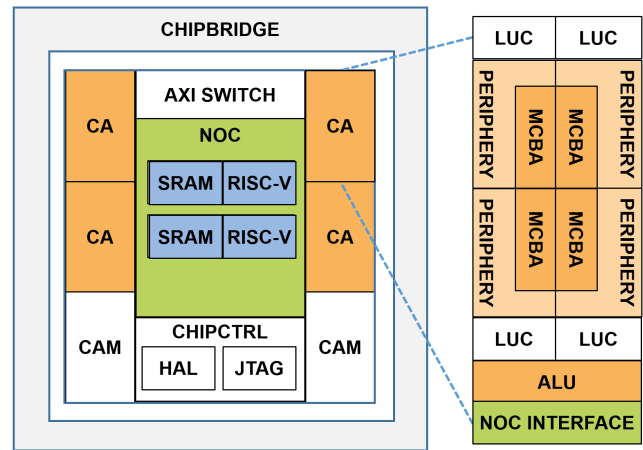 CHIPBRIDGE
AXI SWITCH
CA
CA
NOC
SRAM
RISC-V
SRAM
RISC-V
CA
CA
CHIPCTRL
CAM
CAM
HAL
JTAG
LUC
LUC
PERIPHERY
MCBA
MCBA
PERIPHERY
PERIPHERY
MCBA
MCBA
PERIPHERY
LUC
LUC
ALU
NOC INTERFACE